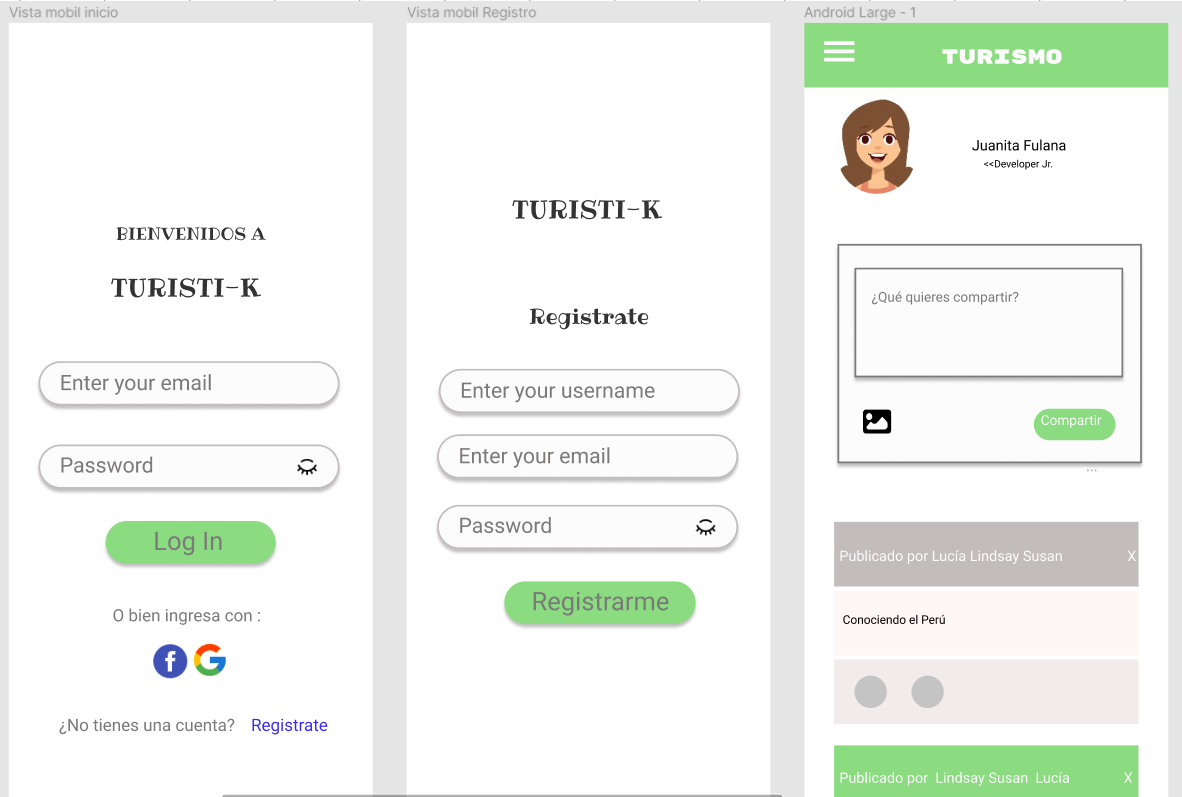 Vista mobil inicio
BIENVENIDOS A
TURISTI-K
Enter your email
Password
Log In
O bien ingresa con :
f G
¿No tienes una cuenta? Registrate
Vista mobil Registro
TURISTI-K
Registrate
Enter your username
Enter your email
Password
Registrarme
Android Large - 1
TURISMO
Juanita Fulana
<<Developer Jr.
¿Qué quieres compartir?
Compartir
...
Publicado por Lucía Lindsay Susan X
Conociendo el Perú
Publicado por Lindsay Susan Lucía X